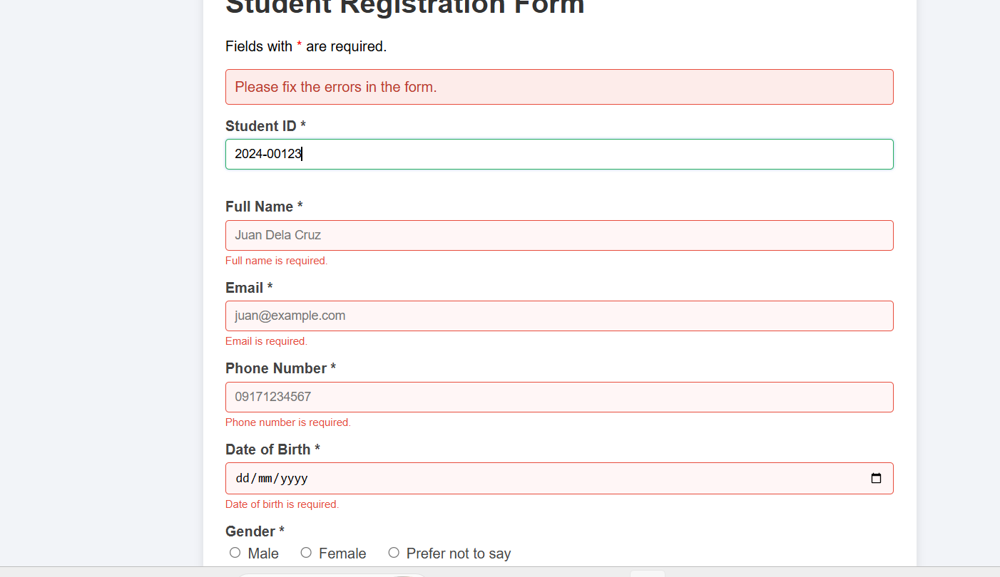 Student Registration Form
Fields with * are required.
Please fix the errors in the form.
Student ID *
2024-00123
Full Name *
Juan Dela Cruz
Full name is required.
Email *
juan@example.com
Email is required.
Phone Number *
09171234567
Phone number is required.
Date of Birth *
dd/mm/yyyy
Date of birth is required.
Gender *
Male Female Prefer not to say